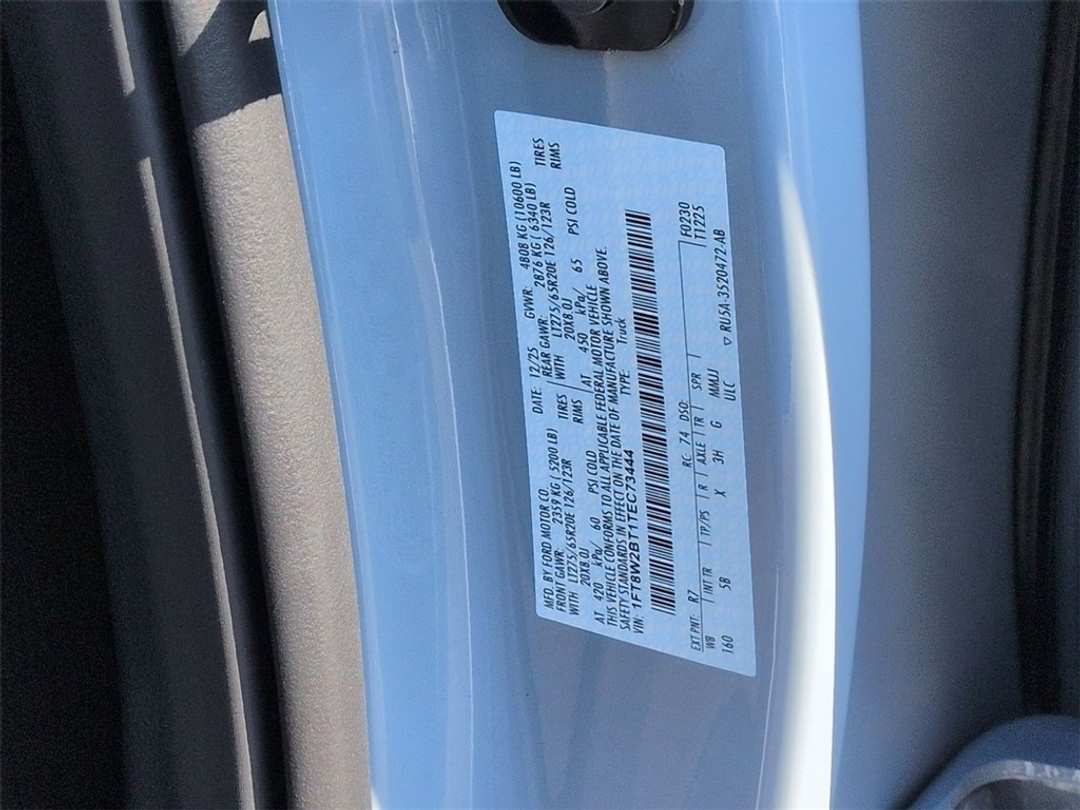 MFD. BY FORD MOTOR CO. DATE: 12/25 GVWR: 4808 KG (10600 LB)
FRONT GAWR: 2359 KG (5200 LB) REAR GAWR: 2876 KG (6340 LB)
WITH LT275/65R20E 126/123R TIRES WITH LT275/65R20E 126/123R TIRES
20X8.0J RIMS 20X8.0J RIMS
AT 420 kPa/ 60 PSI COLD AT 450 kPa/ 65 PSI COLD
THIS VEHICLE CONFORMS TO ALL APPLICABLE FEDERAL MOTOR VEHICLE
SAFETY STANDARDS IN EFFECT ON THE DATE OF MANUFACTURE SHOWN ABOVE.
VIN: 1FT8W2BT1TEC73444 TYPE: Truck
EXT PNT: R7 RC: 74 DSO: F0230
WB INT TR TP/PS R AXLE TR SPR T1225
160 5B X 3H G MMJJ
ULC ▽ RU5A-3520472-AB